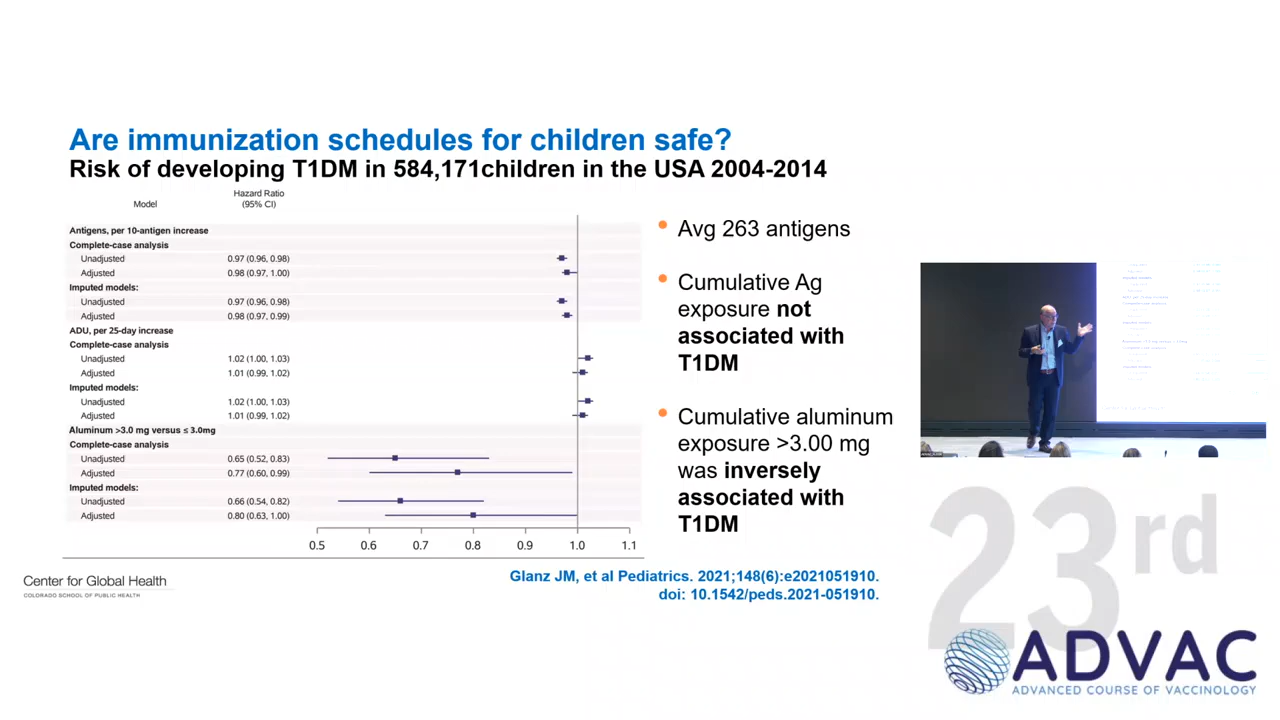 Are immunization schedules for children safe?
Risk of developing T1DM in 584,171children in the USA 2004-2014
Model
Hazard Ratio
(95% CI)
Antigens, per 10-antigen increase
Complete-case analysis
Unadjusted 0.97 (0.96, 0.98)
Adjusted 0.98 (0.97, 1.00)
Imputed models:
Unadjusted 0.97 (0.96, 0.98)
Adjusted 0.98 (0.97, 0.99)
ADU, per 25-day increase
Complete-case analysis
Unadjusted 1.02 (1.00, 1.03)
Adjusted 1.01 (0.99, 1.02)
Imputed models:
Unadjusted 1.02 (1.00, 1.03)
Adjusted 1.01 (0.99, 1.02)
Aluminum >3.0 mg versus ≤ 3.0mg
Complete-case analysis
Unadjusted 0.65 (0.52, 0.83)
Adjusted 0.77 (0.60, 0.99)
Imputed models:
Unadjusted 0.66 (0.54, 0.82)
Adjusted 0.80 (0.63, 1.00)
0.5 0.6 0.7 0.8 0.9 1.0 1.1
• Avg 263 antigens
• Cumulative Ag
exposure not
associated with
T1DM
• Cumulative aluminum
exposure >3.00 mg
was inversely
associated with
T1DM
Glanz JM, et al Pediatrics. 2021;148(6):e2021051910.
doi: 10.1542/peds.2021-051910.
Center for Global Health
COLORADO SCHOOL OF PUBLIC HEALTH
23rd
ADVAC
ADVANCED COURSE OF VACCINOLOGY